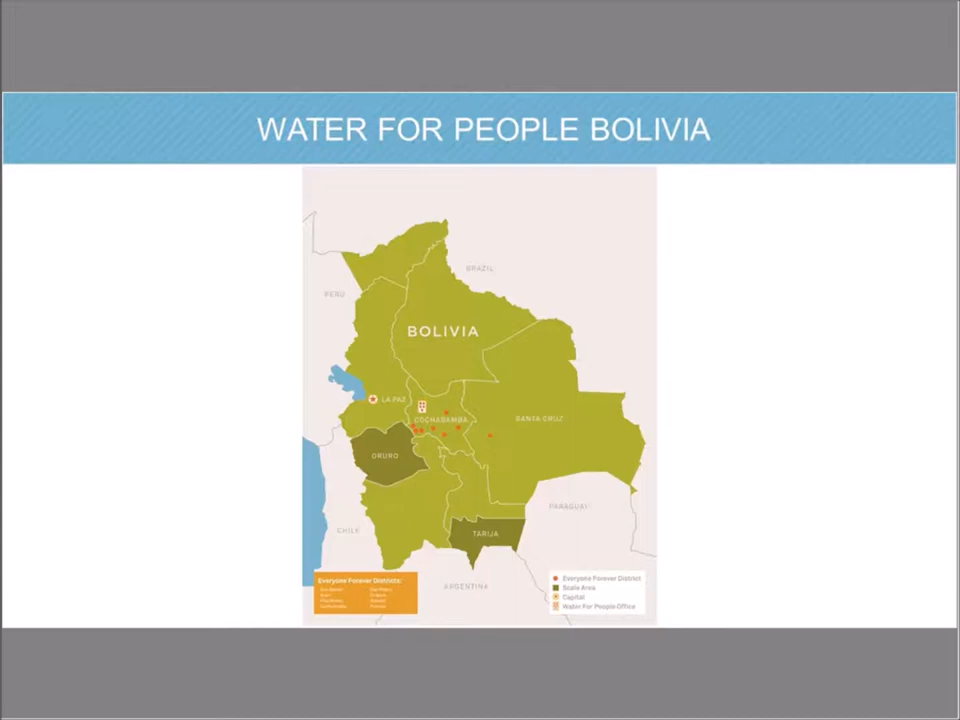 WATER FOR PEOPLE BOLIVIA
BRAZIL
PERU
BOLIVIA
LA PAZ
COCHABAMBA
SANTA CRUZ
ORURO
PARAGUAY
CHILE
TARIJA
ARGENTINA
Everyone Forever Districts:
Everyone Forever District
Scale Area
Capital
Water For People Office